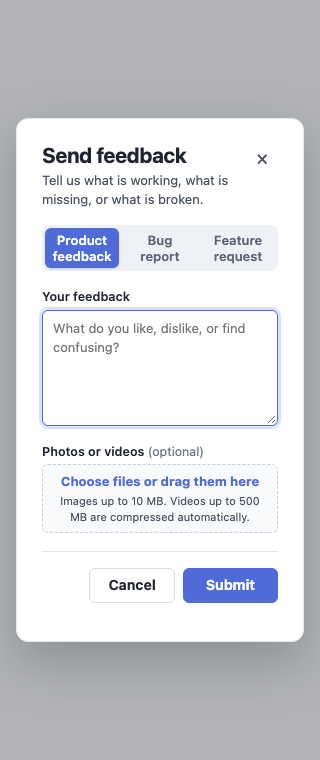 Send feedback
×
Tell us what is working, what is
missing, or what is broken.
Product
feedback
Bug
report
Feature
request
Your feedback
What do you like, dislike, or find
confusing?
Photos or videos (optional)
Choose files or drag them here
Images up to 10 MB. Videos up to 500
MB are compressed automatically.
Cancel
Submit